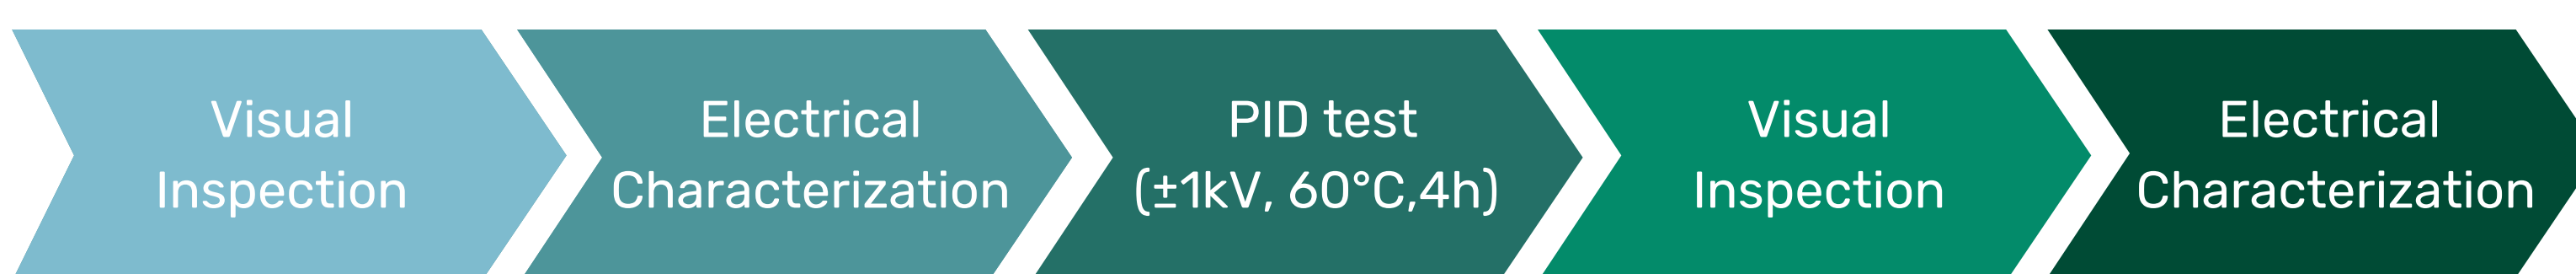 Visual
Inspection
Electrical
Characterization
PID test
(±1kV, 60°C,4h)
Visual
Inspection
Electrical
Characterization